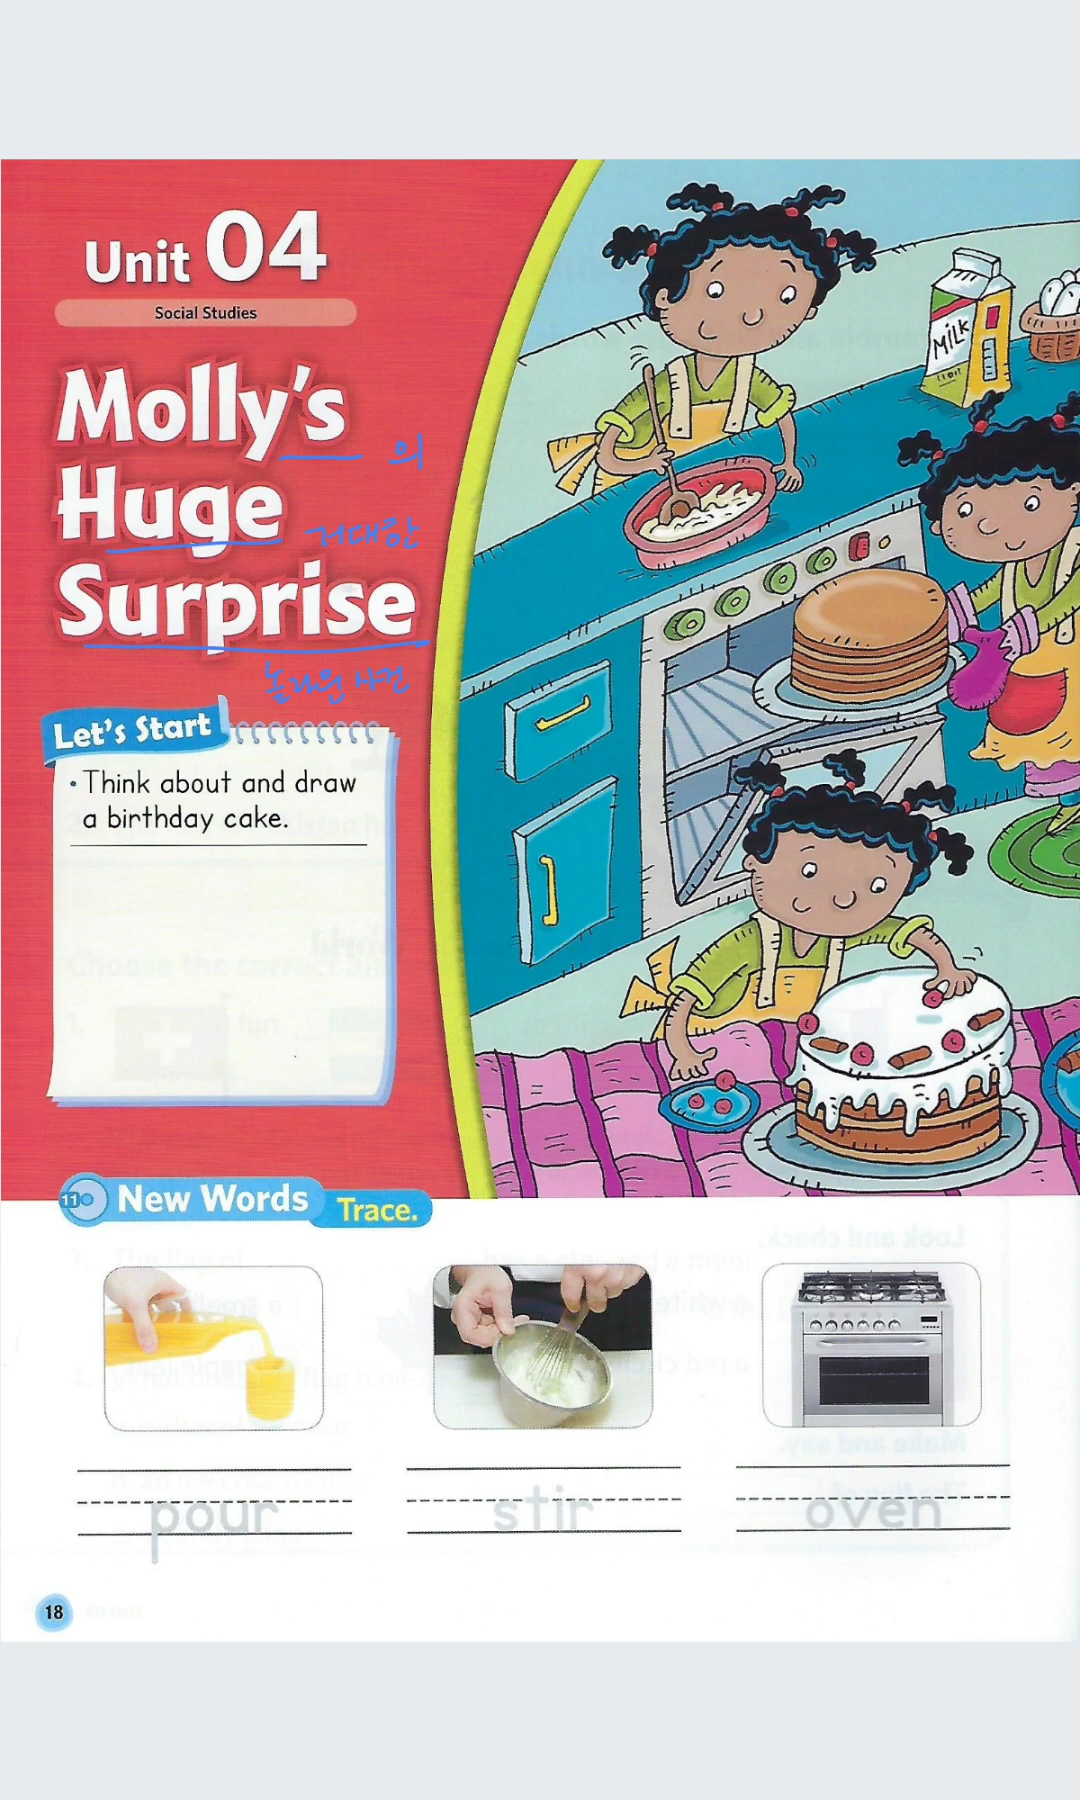 Unit 04
Social Studies
Molly's
의
Huge
거대한
Surprise
놀라운 사건
Let's Start
• Think about and draw
a birthday cake.
MILK
11
New Words
Trace.
pour
stir
oven
18